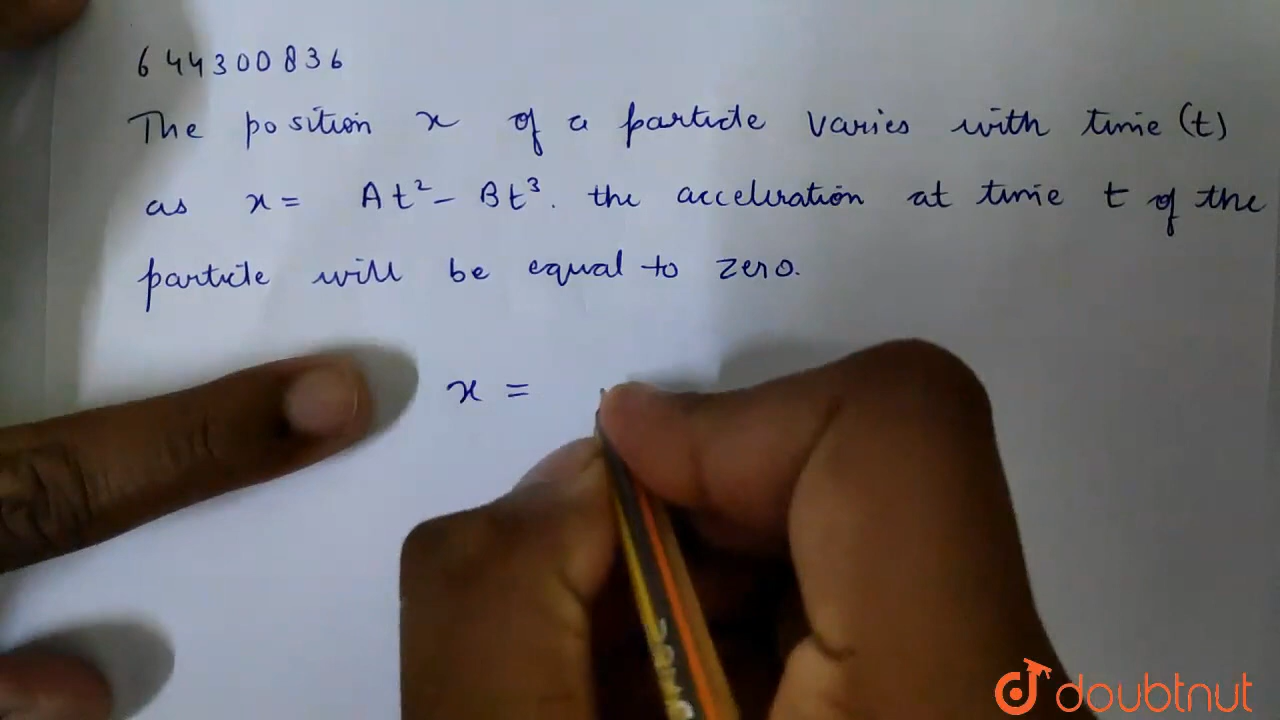 644300836
The position x of a particle varies with time (t)
as x = At² - Bt³. the acceleration at time t of the
particle will be equal to zero.
x =
doubtnut